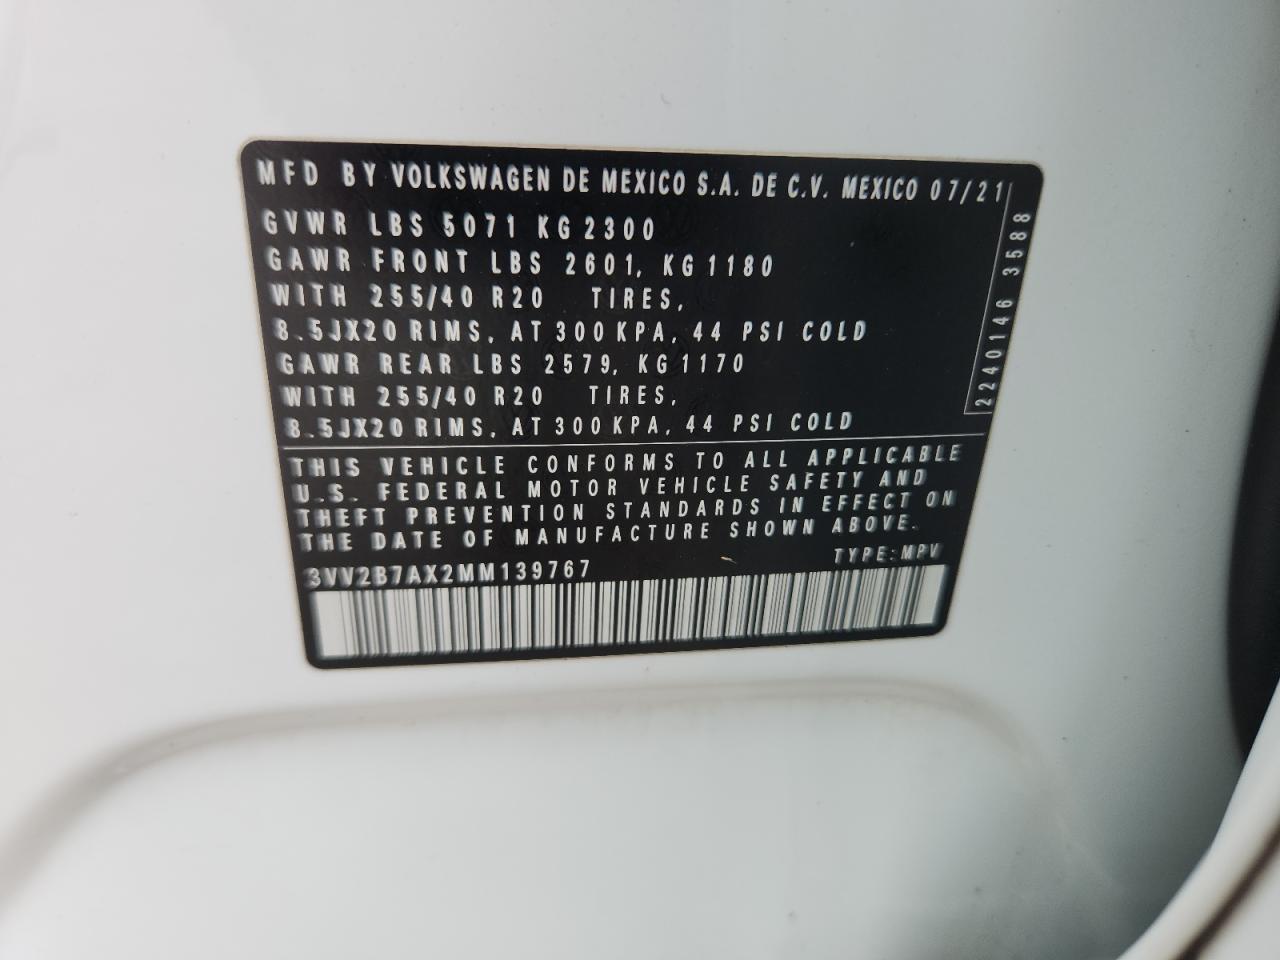 MFD BY VOLKSWAGEN DE MEXICO S.A. DE C.V. MEXICO 07/21
GVWR LBS 5071 KG 2300
GAWR FRONT LBS 2601, KG 1180
WITH 255/40 R20 TIRES,
8.5JX20 RIMS, AT 300 KPA, 44 PSI COLD
GAWR REAR LBS 2579, KG 1170
WITH 255/40 R20 TIRES,
8.5JX20 RIMS, AT 300 KPA, 44 PSI COLD
2240146 3588
THIS VEHICLE CONFORMS TO ALL APPLICABLE
U.S. FEDERAL MOTOR VEHICLE SAFETY AND
THEFT PREVENTION STANDARDS IN EFFECT ON
THE DATE OF MANUFACTURE SHOWN ABOVE.
TYPE:MPV
3VV2B7AX2MM139767